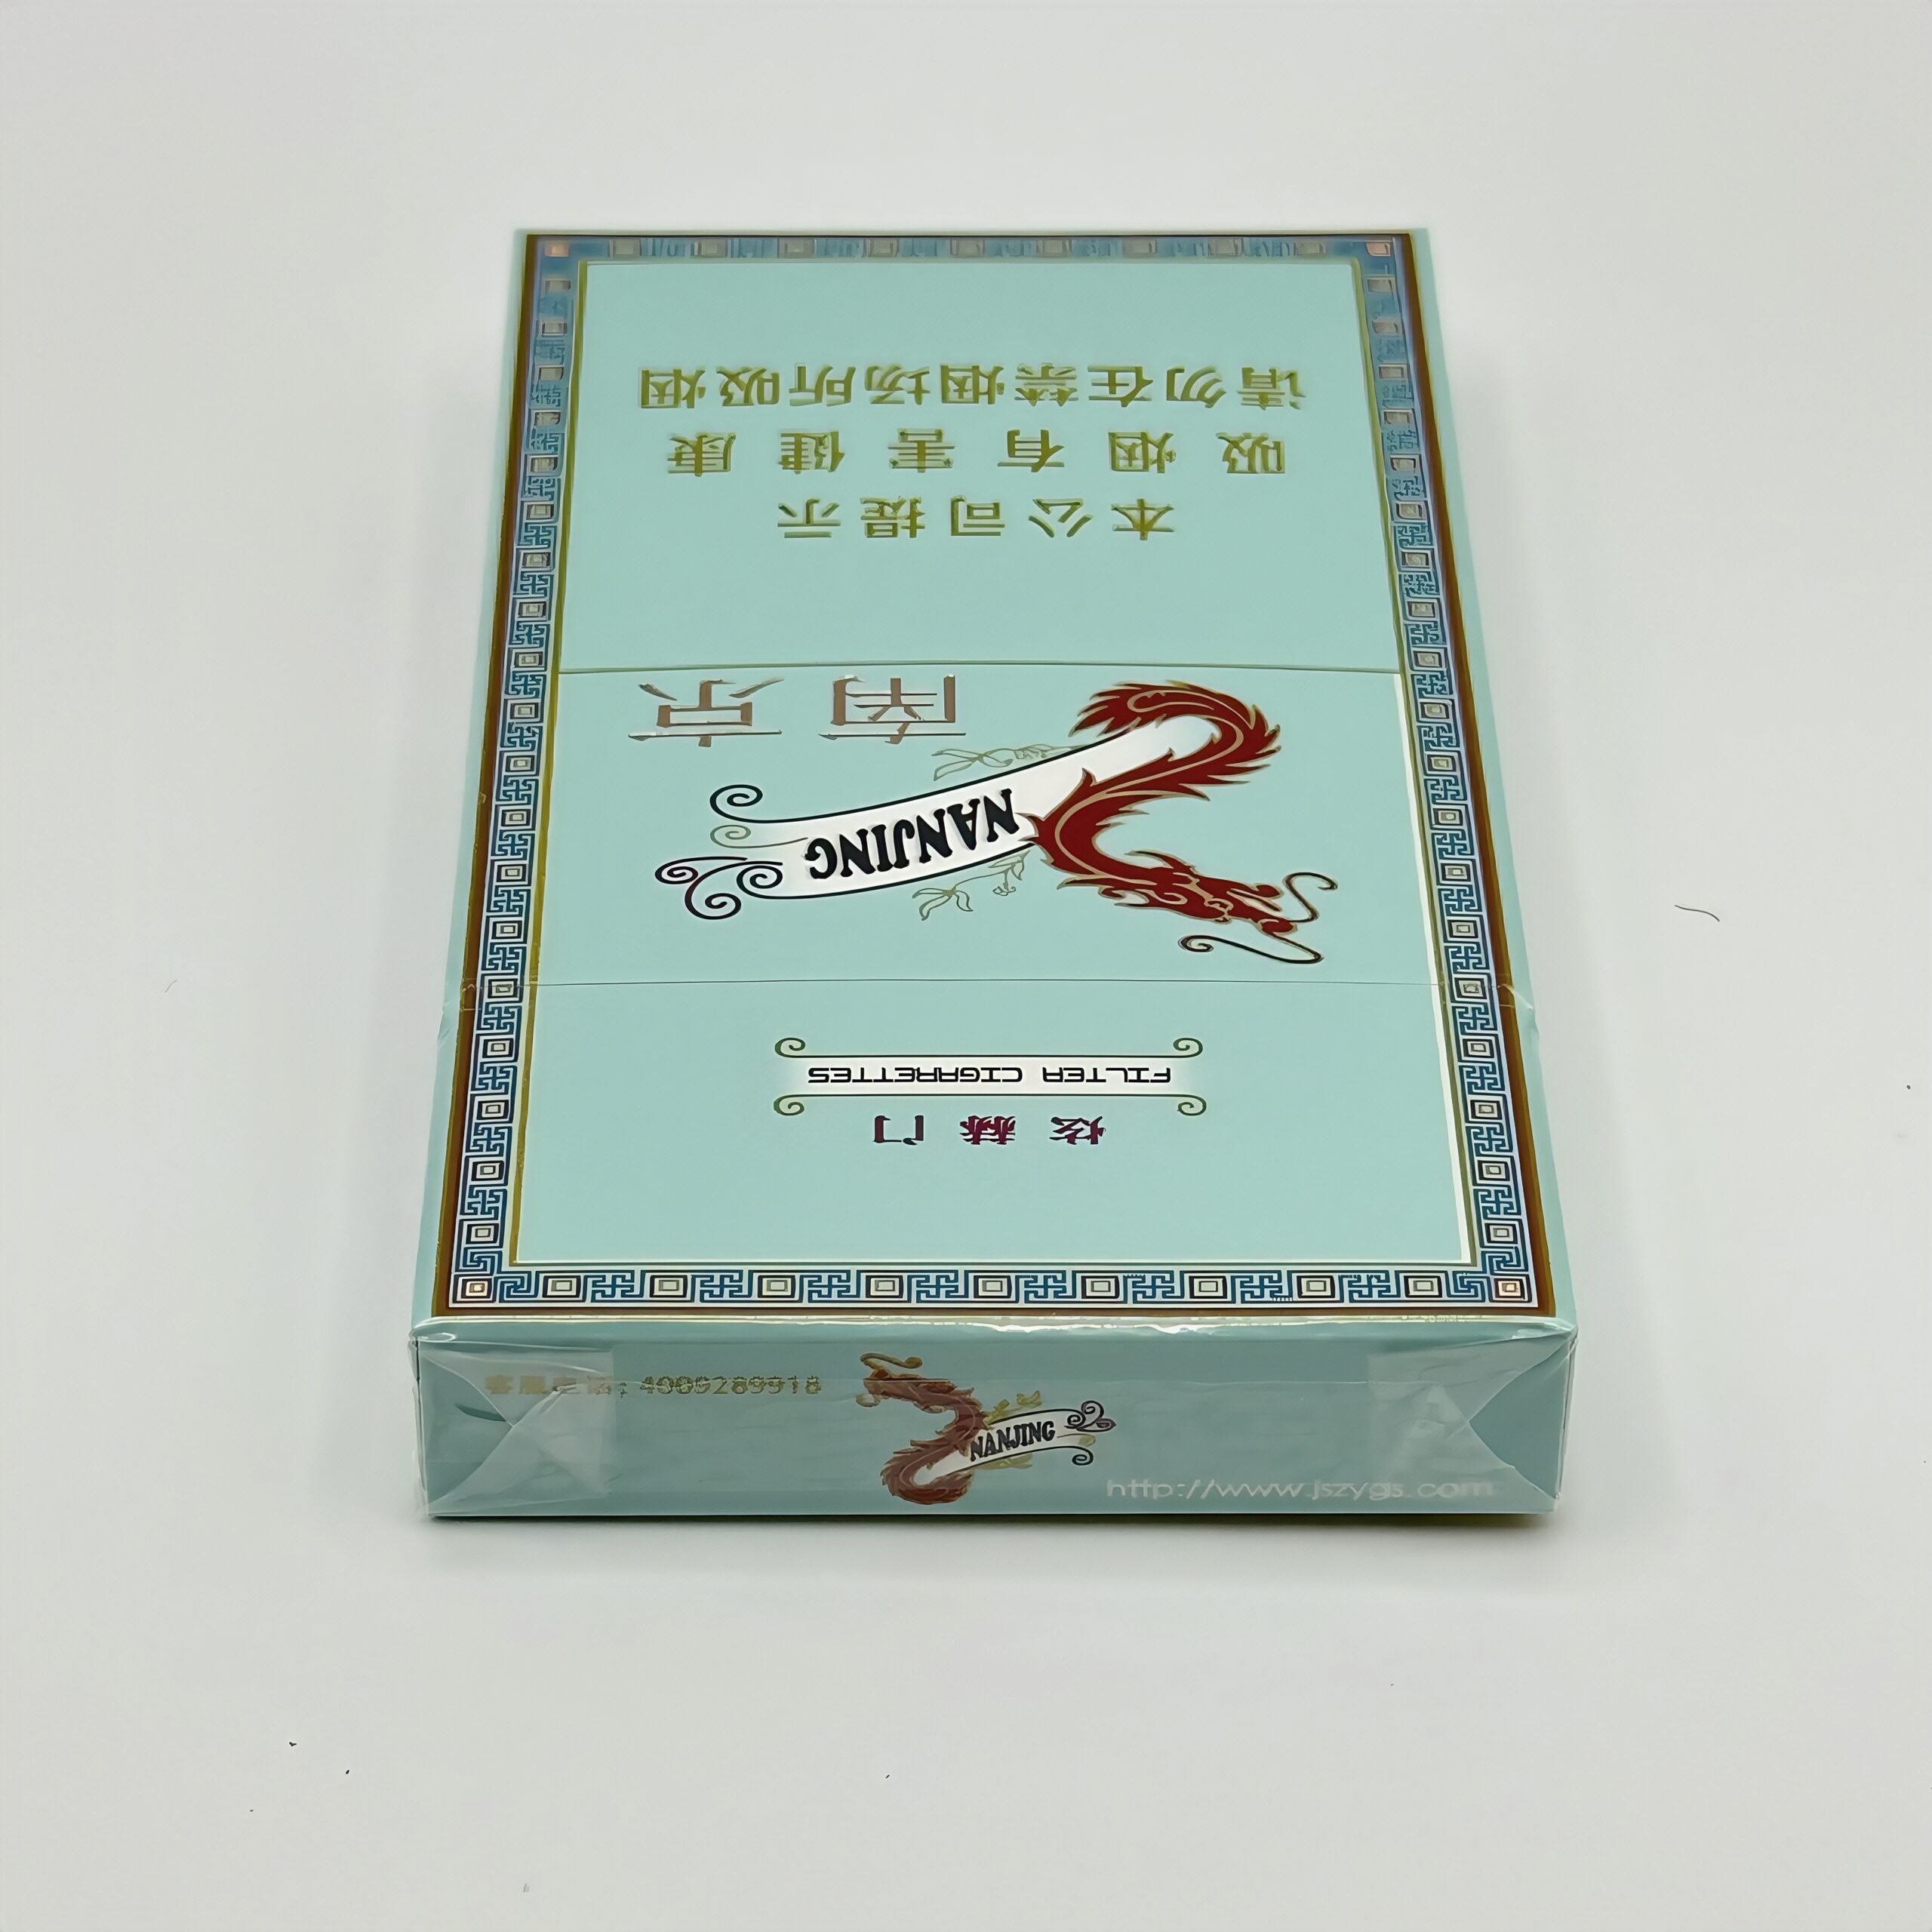 炫赫门
FILTER CIGARETTES
NANJING
南京
本公司提示
吸烟有害健康
请勿在禁烟场所吸烟
NANJING
http://www.jszygs.com